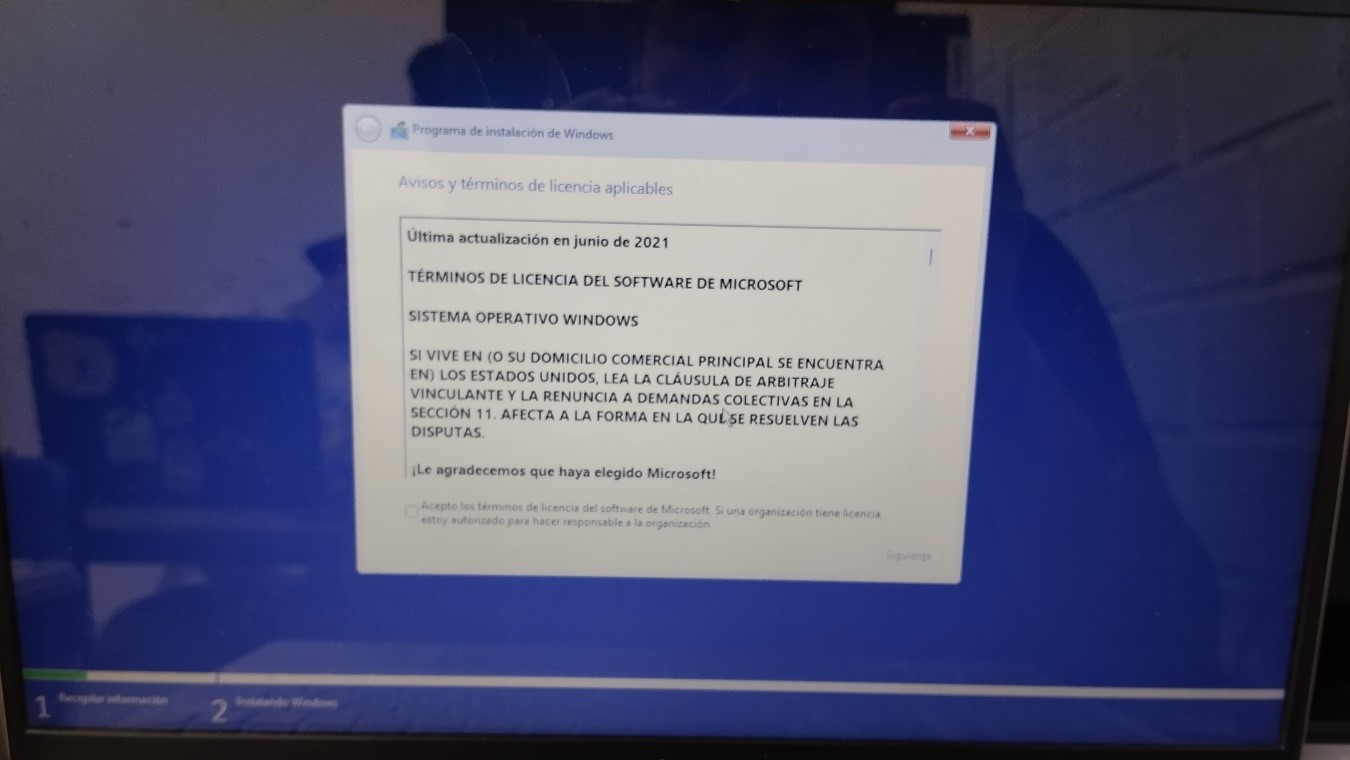 Programa de instalación de Windows
Avisos y términos de licencia aplicables
Última actualización en junio de 2021
TÉRMINOS DE LICENCIA DEL SOFTWARE DE MICROSOFT
SISTEMA OPERATIVO WINDOWS
SI VIVE EN (O SU DOMICILIO COMERCIAL PRINCIPAL SE ENCUENTRA
EN) LOS ESTADOS UNIDOS, LEA LA CLÁUSULA DE ARBITRAJE
VINCULANTE Y LA RENUNCIA A DEMANDAS COLECTIVAS EN LA
SECCIÓN 11. AFECTA A LA FORMA EN LA QUE SE RESUELVEN LAS
DISPUTAS.
¡Le agradecemos que haya elegido Microsoft!
Acepto los términos de licencia del software de Microsoft. Si una organización tiene licencia,
estoy autorizado para hacer responsable a la organización.
Siguiente
1 Recopilar información
2 Instalando Windows